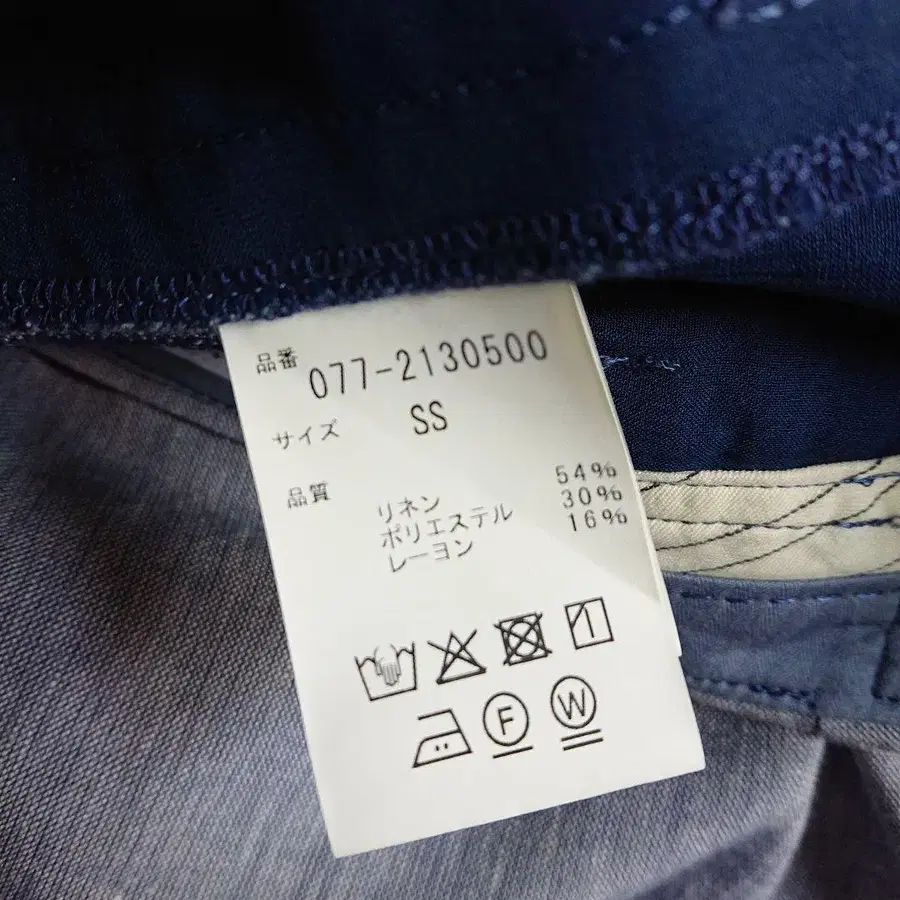 品番 077-2130500
サイズ SS
品質 リネン 54%
ポリエステル 30%
レーヨン 16%
F W